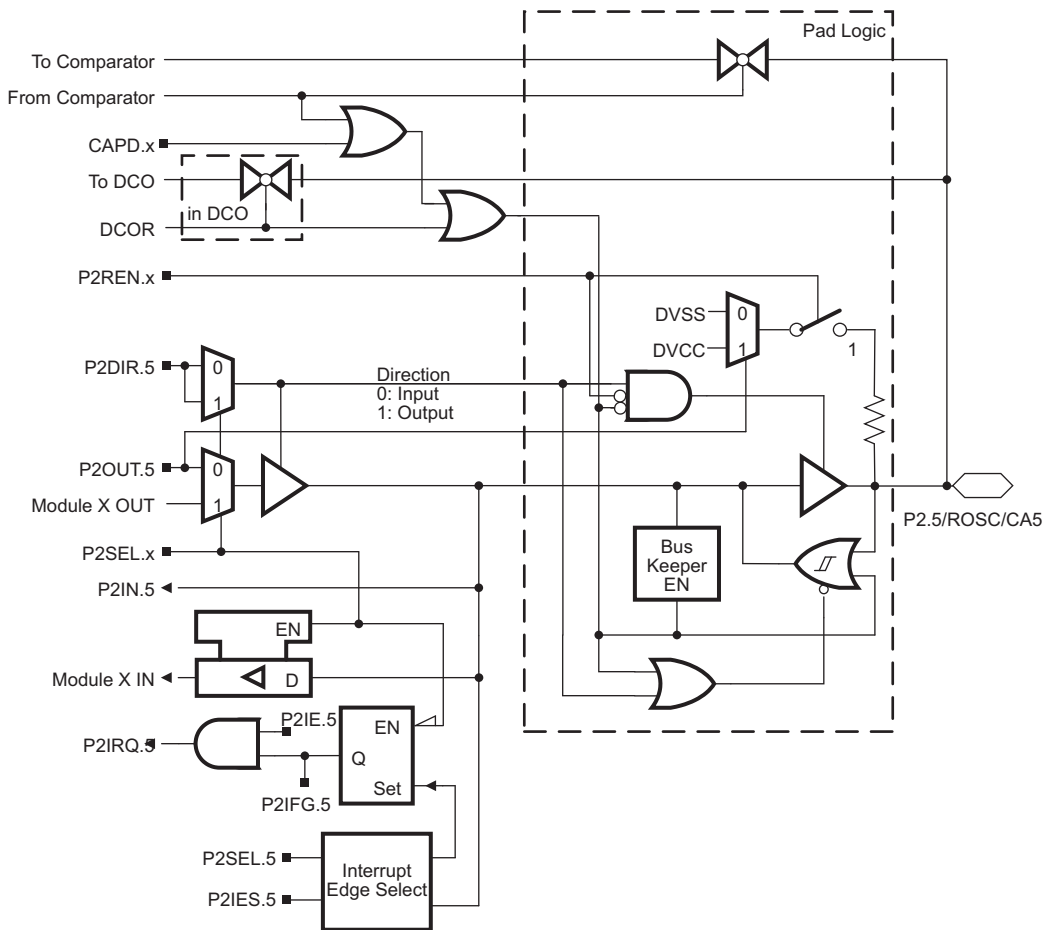 Pad Logic
To Comparator
From Comparator
CAPD.x
To DCO
in DCO
DCOR
P2REN.x
DVSS
0
DVCC
1
1
P2DIR.5
0
1
Direction
0: Input
1: Output
P2OUT.5
0
Module X OUT
1
P2.5/ROSC/CA5
P2SEL.x
Bus
Keeper
EN
P2IN.5
EN
Module X IN
D
P2IE.5
EN
P2IRQ.5
Q
Set
P2IFG.5
P2SEL.5
Interrupt
Edge Select
P2IES.5